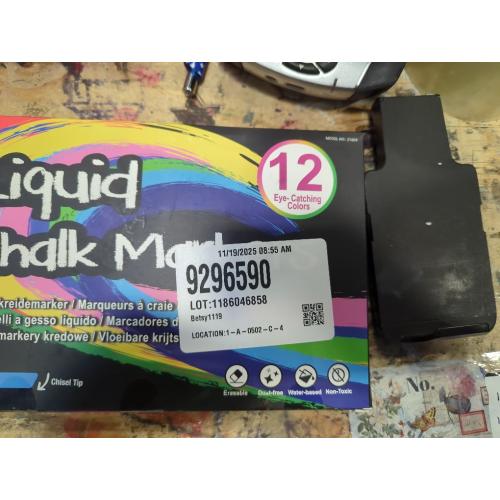 Liquid
Chalk Markers
12
Eye- Catching
Colors
11/19/2025 08:55 AM
9296590
LOT:1186046858
Betsy1119
LOCATION:1-A-0502-C-4
kreidemarker / Marqueurs à craie
elli a gesso liquido / Marcadores d
markery kredowe / Vloeibare krijts
Chisel Tip
Erasable
Dust-free
Water-based
Non-Toxic
No.